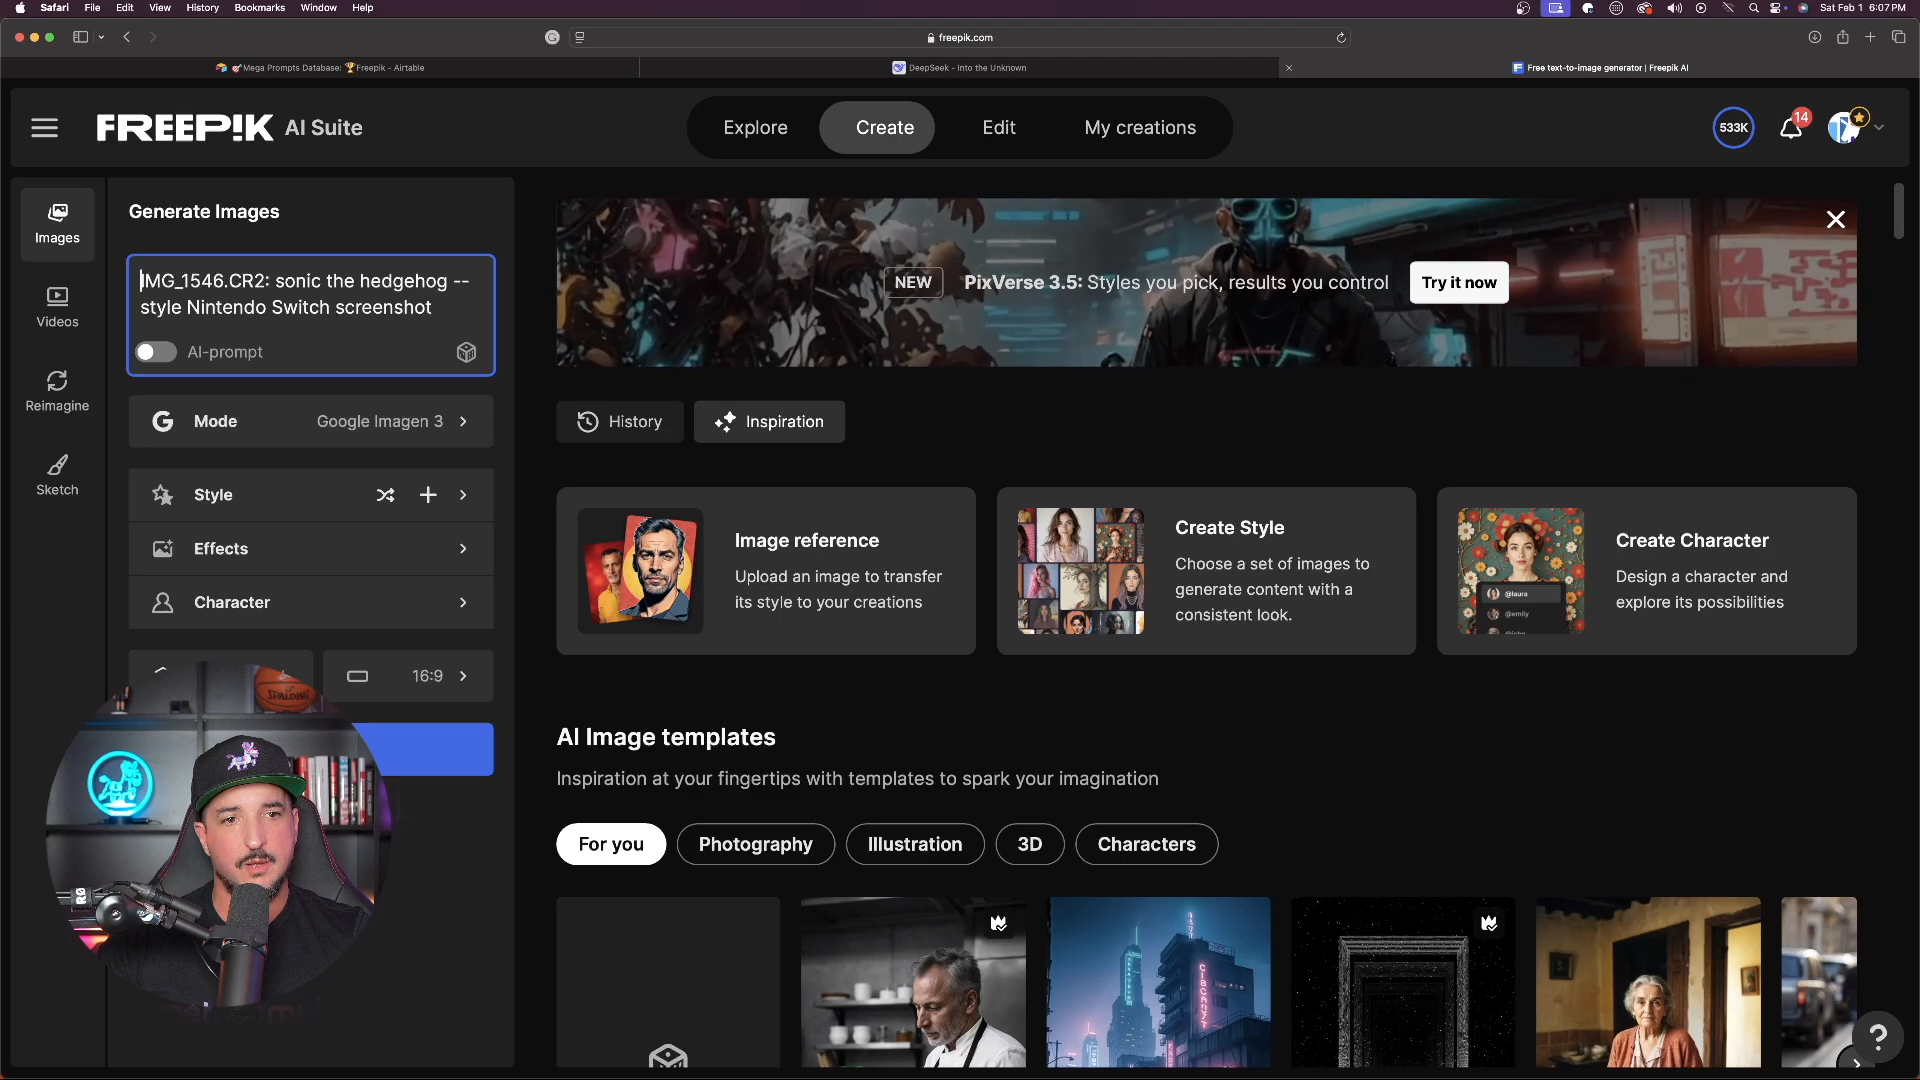 Safari File Edit View History Bookmarks Window Help
Sat Feb 1 6:07 PM
freepik.com
Mega Prompts Database: 🏆Freepik - Airtable
DeepSeek - Into the Unknown
Free text-to-image generator | Freepik AI
FREEP!K AI Suite
Explore
Create
Edit
My creations
533K
14
Images
Videos
Reimagine
Sketch
Generate Images
IMG_1546.CR2: sonic the hedgehog --
style Nintendo Switch screenshot
AI-prompt
Mode Google Imagen 3
Style
Effects
Character
16:9
NEW PixVerse 3.5: Styles you pick, results you control Try it now
History
Inspiration
Image reference
Upload an image to transfer
its style to your creations
Create Style
Choose a set of images to
generate content with a
consistent look.
@laura
@emily
Create Character
Design a character and
explore its possibilities
AI Image templates
Inspiration at your fingertips with templates to spark your imagination
For you
Photography
Illustration
3D
Characters
SPALDING
?